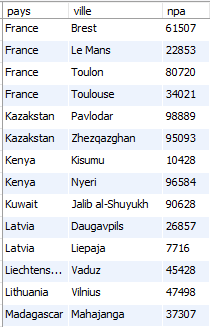 pays ville npa
France Brest 61507
France Le Mans 22853
France Toulon 80720
France Toulouse 34021
Kazakstan Pavlodar 98889
Kazakstan Zhezqazghan 95093
Kenya Kisumu 10428
Kenya Nyeri 96584
Kuwait Jalib al-Shuyukh 90628
Latvia Daugavpils 26857
Latvia Liepaja 7716
Liechtens... Vaduz 45428
Lithuania Vilnius 47498
Madagascar Mahajanga 37307